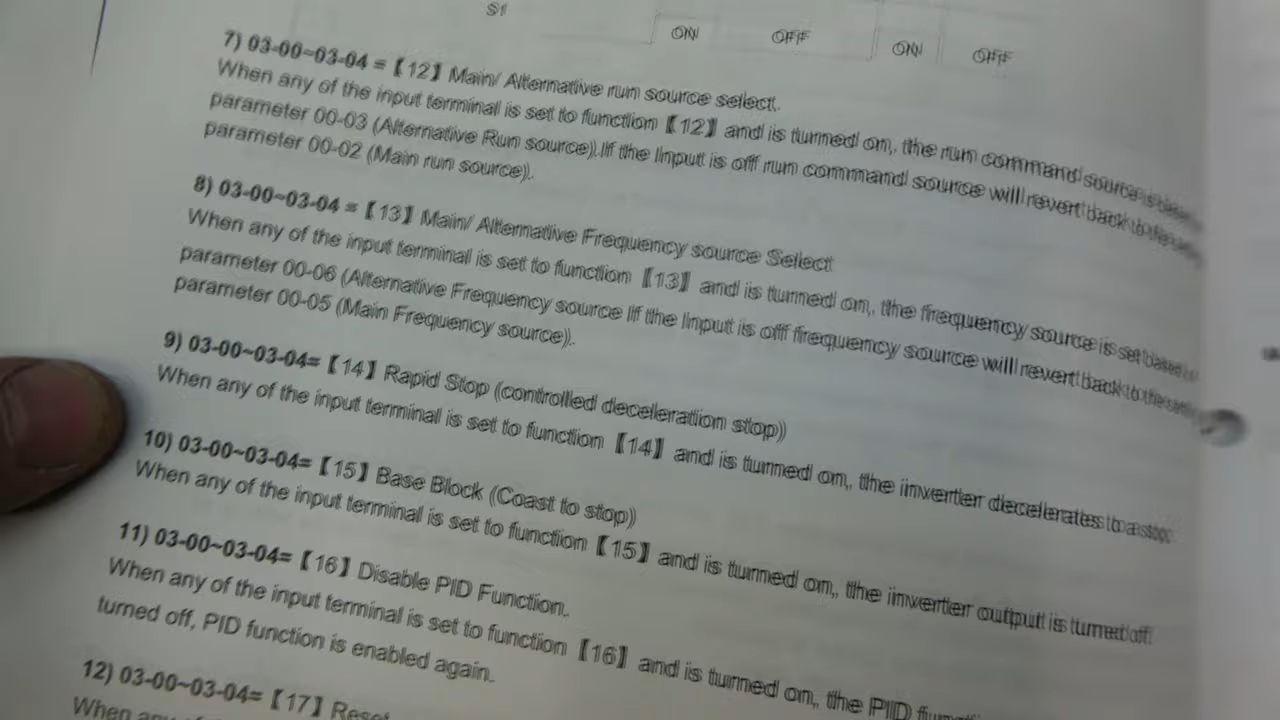 S1
ON OFF ON OFF
7) 03-00~03-04 =【12】Main/ Alternative run source select.
When any of the input terminal is set to function【12】and is turned on, the run command source is
parameter 00-03 (Alternative Run source).If the Input is off run command source will revert back to
parameter 00-02 (Main run source).
8) 03-00~03-04 =【13】Main/ Alternative Frequency source Select
When any of the input terminal is set to function 【13】 and is turned on, the frequency source is set based
parameter 00-06 (Alternative Frequency source If the Input is off frequency source will revert back to the
parameter 00-05 (Main Frequency source).
9) 03-00~03-04=【14】Rapid Stop (controlled deceleration stop)
When any of the input terminal is set to function 【14】 and is turned on, the inverter decelerates to a stop.
10) 03-00~03-04=【15】Base Block (Coast to stop)
When any of the input terminal is set to function 【15】 and is turned on, the inverter output is turned off.
11) 03-00~03-04=【16】Disable PID Function.
When any of the input terminal is set to function 【16】 and is turned on, the PID
turned off, PID function is enabled again.
12) 03-00~03-04=【17】Reset
When any